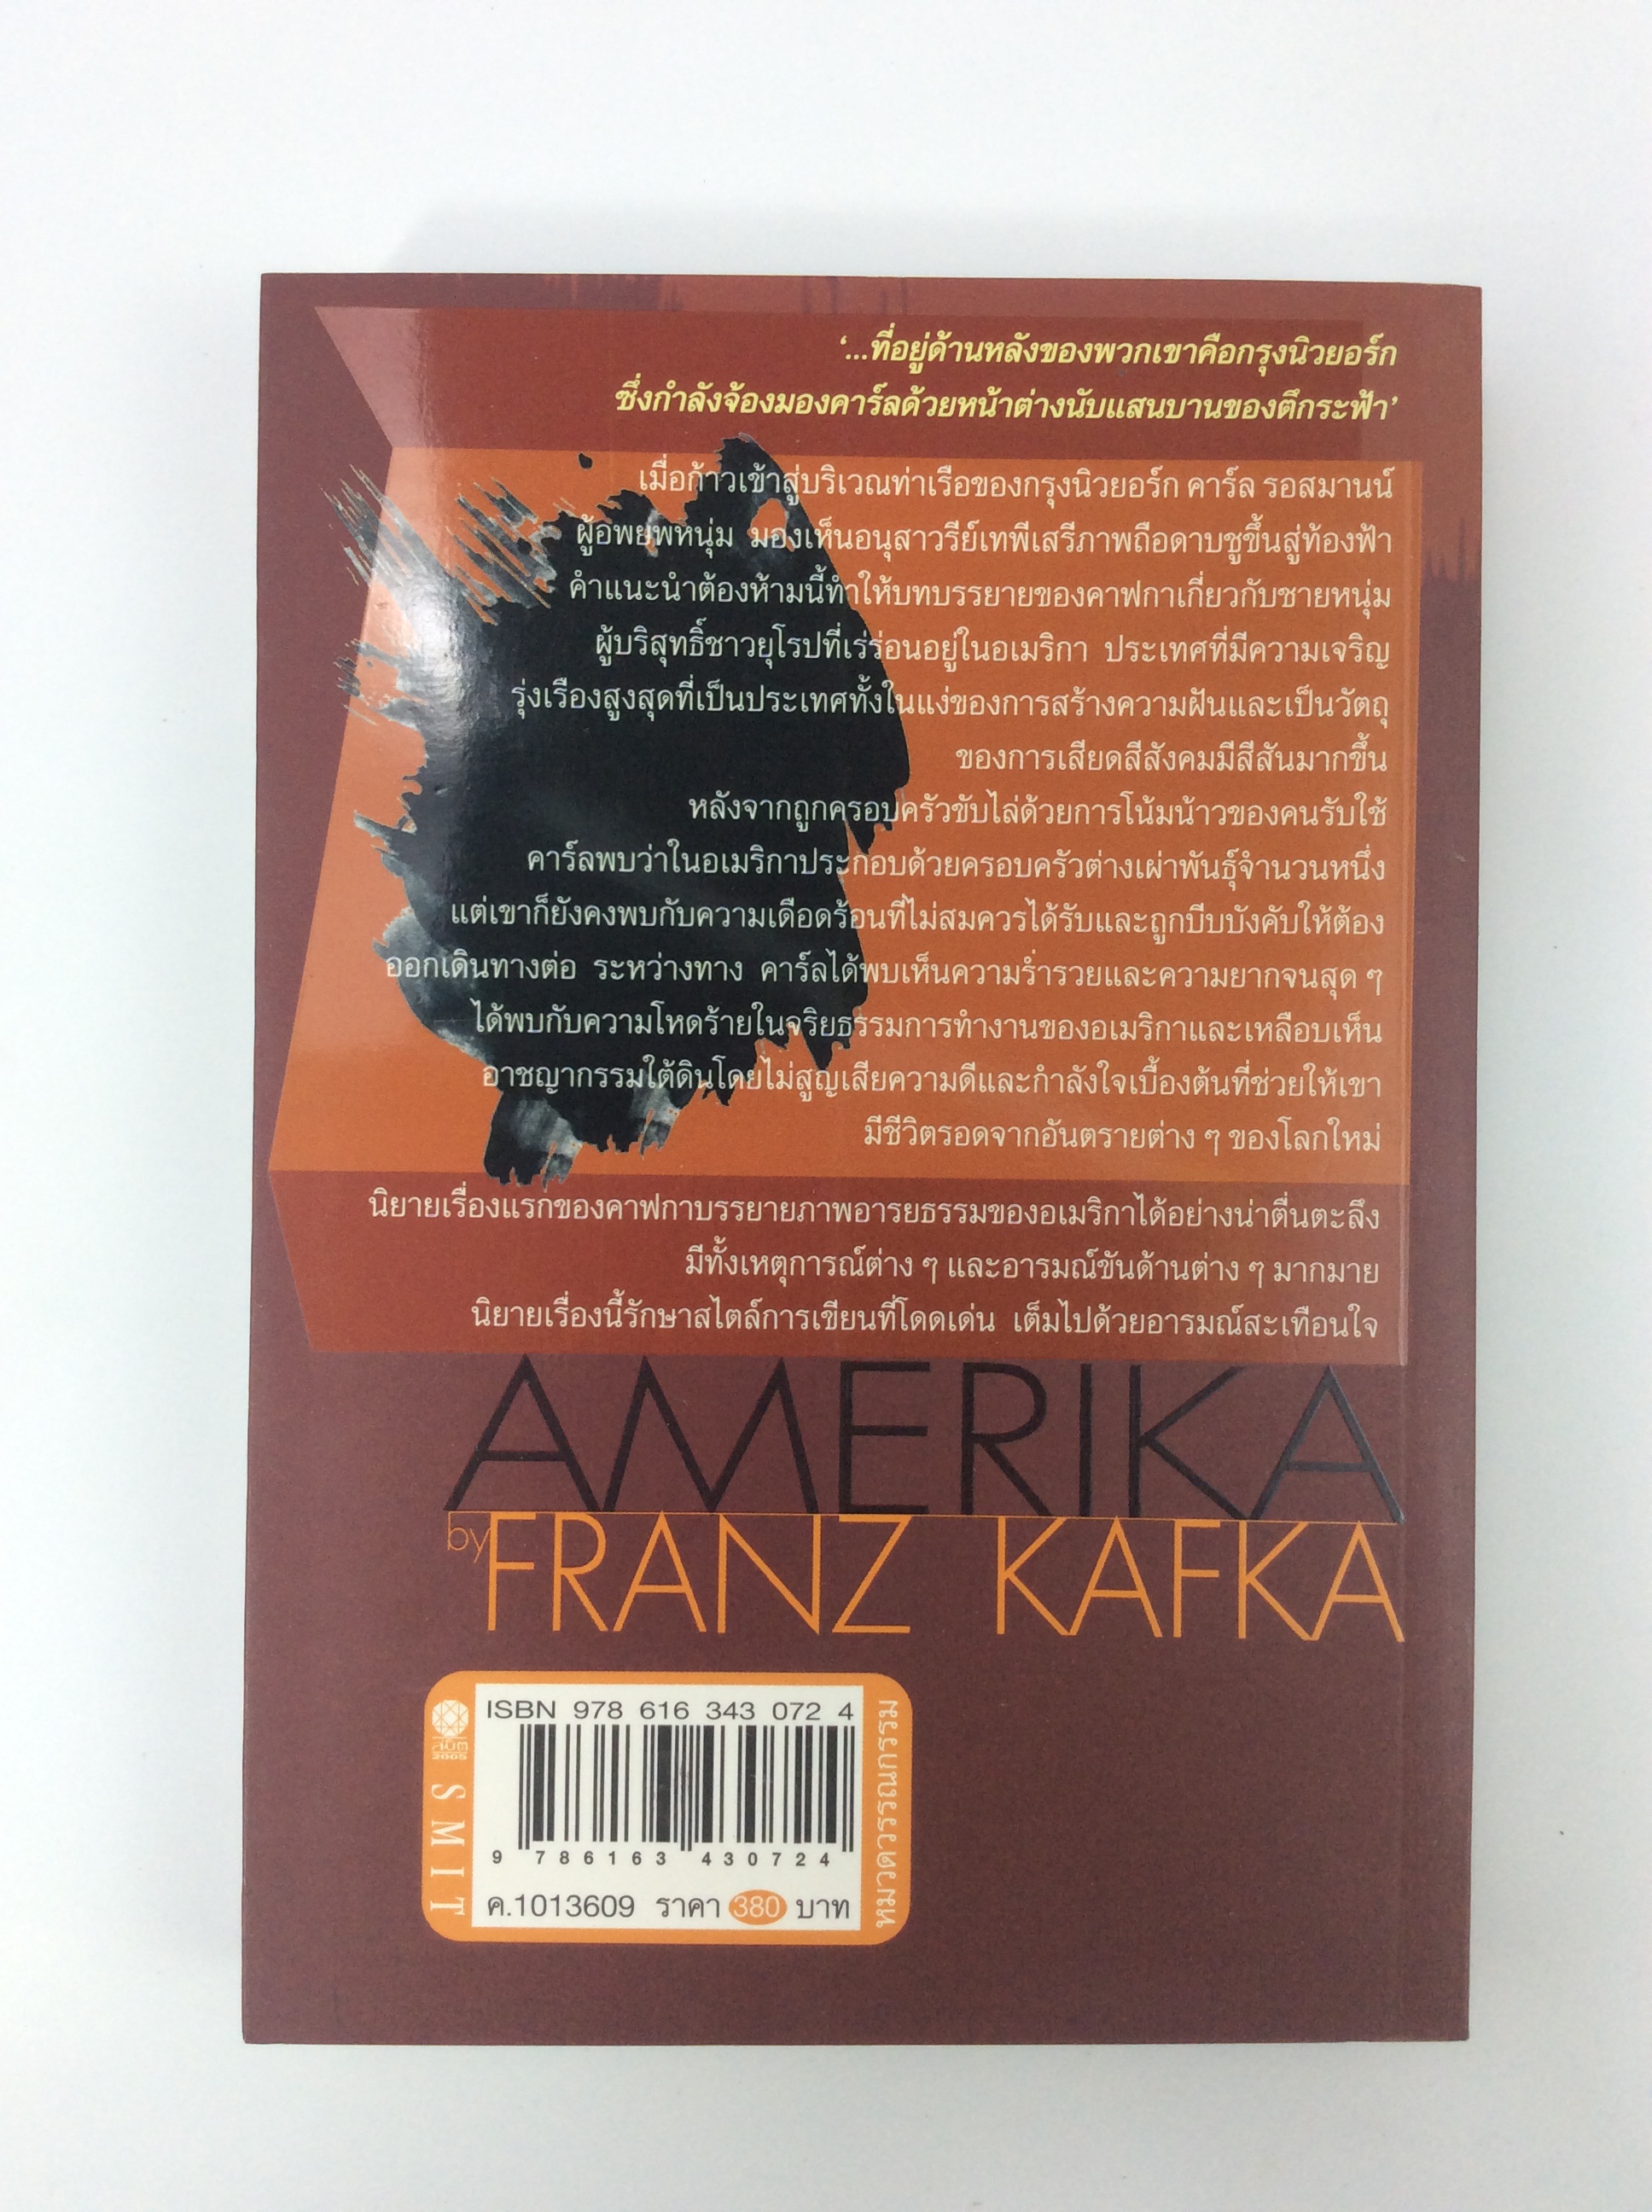 ‘...ที่อยู่ด้านหลังของพวกเขาคือกรุงนิวยอร์ก
ซึ่งกำลังจ้องมองคาร์ลด้วยหน้าต่างนับแสนบานของตึกระฟ้า’
เมื่อก้าวเข้าสู่บริเวณท่าเรือของกรุงนิวยอร์ก คาร์ล รอสมานน์
ผู้อพยพหนุ่ม มองเห็นอนุสาวรีย์เทพีเสรีภาพถือดาบชูขึ้นสู่ท้องฟ้า
คำแนะนำต้องห้ามนี้ทำให้บทบรรยายของคาฟกาเกี่ยวกับชายหนุ่ม
ผู้บริสุทธิ์ชาวยุโรปที่เร่ร่อนอยู่ในอเมริกา ประเทศที่มีความเจริญ
รุ่งเรืองสูงสุดที่เป็นประเทศทั้งในแง่ของการสร้างความฝันและเป็นวัตถุ
ของการเสียดสีสังคมมีสีสันมากขึ้น
หลังจากถูกครอบครัวขับไล่ด้วยการโน้มน้าวของคนรับใช้
คาร์ลพบว่าในอเมริกาประกอบด้วยครอบครัวต่างเผ่าพันธุ์จำนวนหนึ่ง
แต่เขาก็ยังคงพบกับความเดือดร้อนที่ไม่สมควรได้รับและถูกบีบบังคับให้ต้อง
ออกเดินทางต่อ ระหว่างทาง คาร์ลได้พบเห็นความร่ำรวยและความยากจนสุด ๆ
ได้พบกับความโหดร้ายในจริยธรรมการทำงานของอเมริกาและเหลือบเห็น
อาชญากรรมใต้ดินโดยไม่สูญเสียความดีและกำลังใจเบื้องต้นที่ช่วยให้เขา
มีชีวิตรอดจากอันตรายต่าง ๆ ของโลกใหม่
นิยายเรื่องแรกของคาฟกาบรรยายภาพอารยธรรมของอเมริกาได้อย่างน่าตื่นตะลึง
มีทั้งเหตุการณ์ต่าง ๆ และอารมณ์ขันด้านต่าง ๆ มากมาย
นิยายเรื่องนี้รักษาสไตล์การเขียนที่โดดเด่น เต็มไปด้วยอารมณ์สะเทือนใจ
AMERIKA
by FRANZ KAFKA
ISBN 978 616 343 072 4
9 786163 430724
ค.1013609 ราคา 380 บาท
สมิต
2005
SMIT
หมวดวรรณกรรม